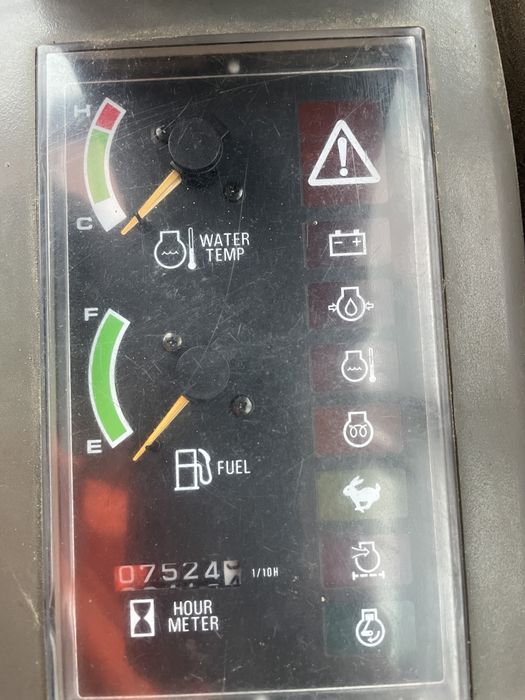 H
C
WATER
TEMP
F
E
FUEL
07524
1/10H
HOUR
METER